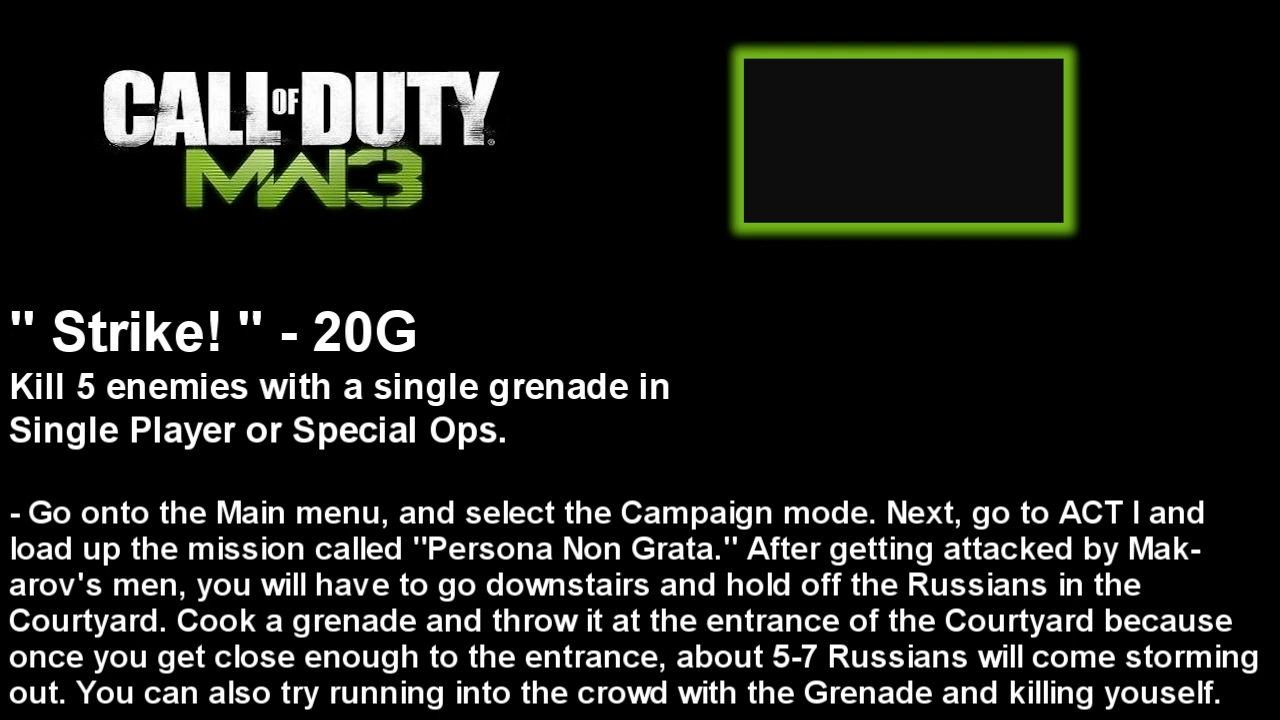 CALL OF DUTY®
MW3
" Strike! " - 20G
Kill 5 enemies with a single grenade in
Single Player or Special Ops.
- Go onto the Main menu, and select the Campaign mode. Next, go to ACT I and
load up the mission called "Persona Non Grata." After getting attacked by Mak-
arov's men, you will have to go downstairs and hold off the Russians in the
Courtyard. Cook a grenade and throw it at the entrance of the Courtyard because
once you get close enough to the entrance, about 5-7 Russians will come storming
out. You can also try running into the crowd with the Grenade and killing youself.